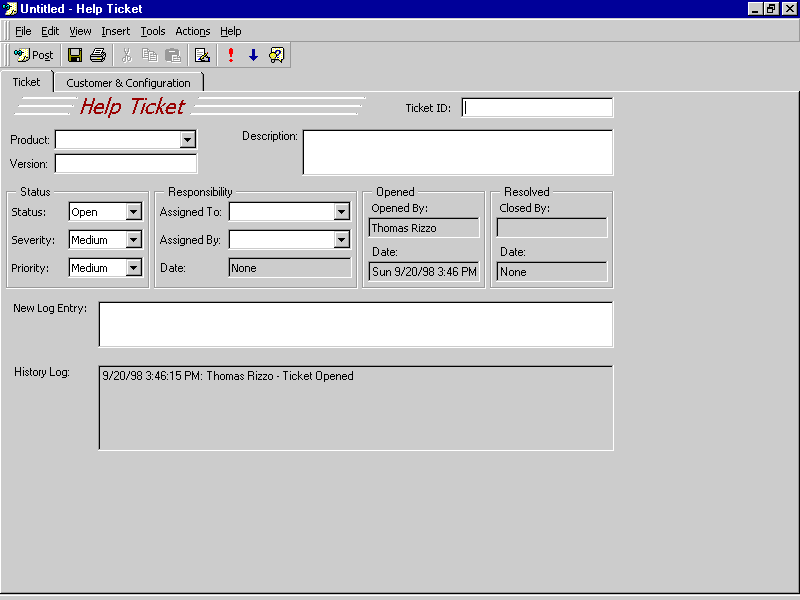 Untitled - Help Ticket
File Edit View Insert Tools Actions Help
Post
Ticket Customer & Configuration
Help Ticket
Ticket ID:
Product:
Description:
Version:
Status
Status: Open
Severity: Medium
Priority: Medium
Responsibility
Assigned To:
Assigned By:
Date: None
Opened
Opened By:
Thomas Rizzo
Date:
Sun 9/20/98 3:46 PM
Resolved
Closed By:
Date:
None
New Log Entry:
History Log:
9/20/98 3:46:15 PM: Thomas Rizzo - Ticket Opened